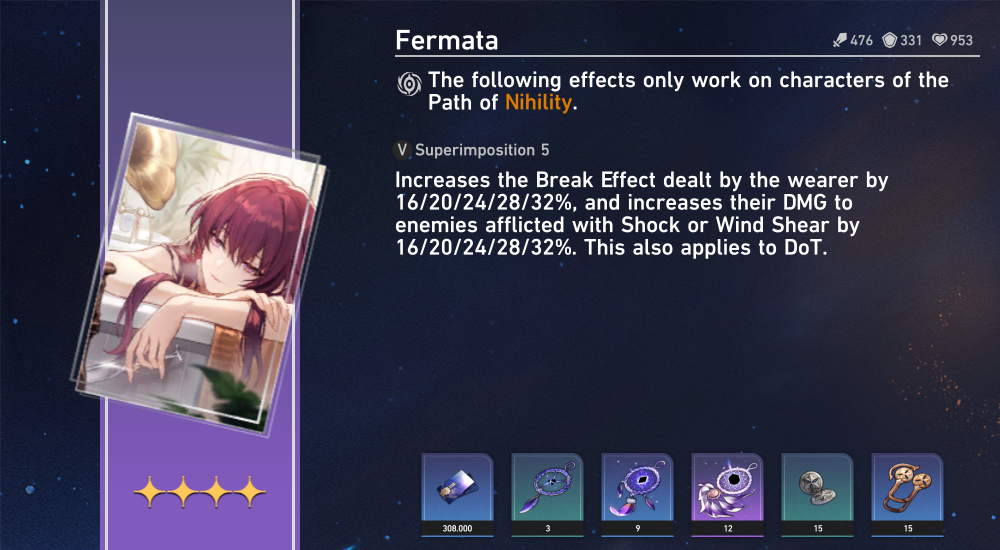 Fermata
476 331 953
The following effects only work on characters of the
Path of Nihility.
V Superimposition 5
Increases the Break Effect dealt by the wearer by
16/20/24/28/32%, and increases their DMG to
enemies afflicted with Shock or Wind Shear by
16/20/24/28/32%. This also applies to DoT.
308.000 3 9 12 15 15